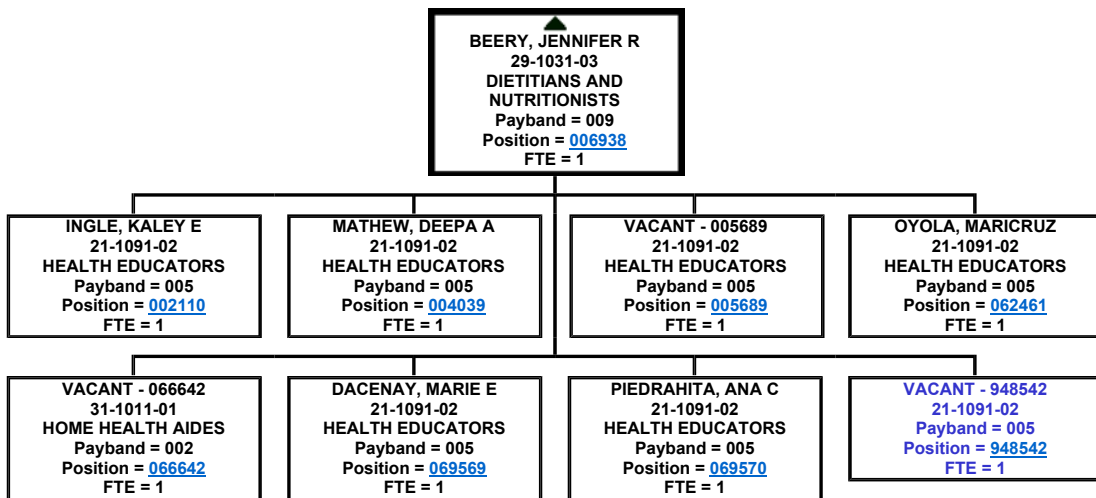 BEERY, JENNIFER R
29-1031-03
DIETITIANS AND
NUTRITIONISTS
Payband = 009
Position = 006938
FTE = 1
INGLE, KALEY E
21-1091-02
HEALTH EDUCATORS
Payband = 005
Position = 002110
FTE = 1
MATHEW, DEEPA A
21-1091-02
HEALTH EDUCATORS
Payband = 005
Position = 004039
FTE = 1
VACANT - 005689
21-1091-02
HEALTH EDUCATORS
Payband = 005
Position = 005689
FTE = 1
OYOLA, MARICRUZ
21-1091-02
HEALTH EDUCATORS
Payband = 005
Position = 062461
FTE = 1
VACANT - 066642
31-1011-01
HOME HEALTH AIDES
Payband = 002
Position = 066642
FTE = 1
DACENAY, MARIE E
21-1091-02
HEALTH EDUCATORS
Payband = 005
Position = 069569
FTE = 1
PIEDRAHITA, ANA C
21-1091-02
HEALTH EDUCATORS
Payband = 005
Position = 069570
FTE = 1
VACANT - 948542
21-1091-02
Payband = 005
Position = 948542
FTE = 1